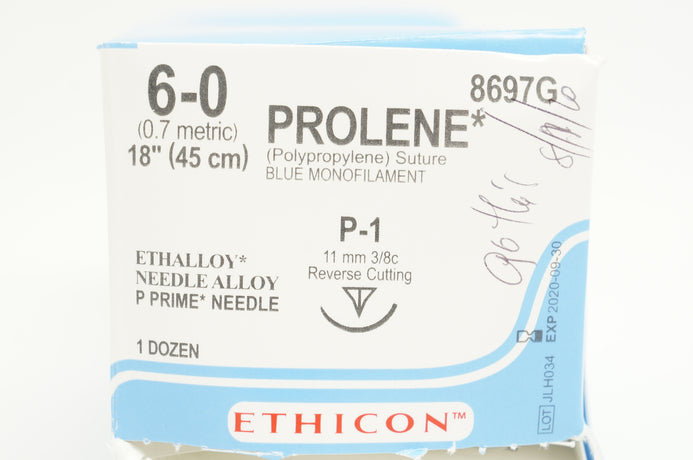 6-0
(0.7 metric)
18" (45 cm)
PROLENE*
(Polypropylene) Suture
BLUE MONOFILAMENT
8697G
P-1
11 mm 3/8c
Reverse Cutting
ETHALLOY*
NEEDLE ALLOY
P PRIME* NEEDLE
1 DOZEN
LOT JLH034 EXP 2020-09-30
ETHICON™